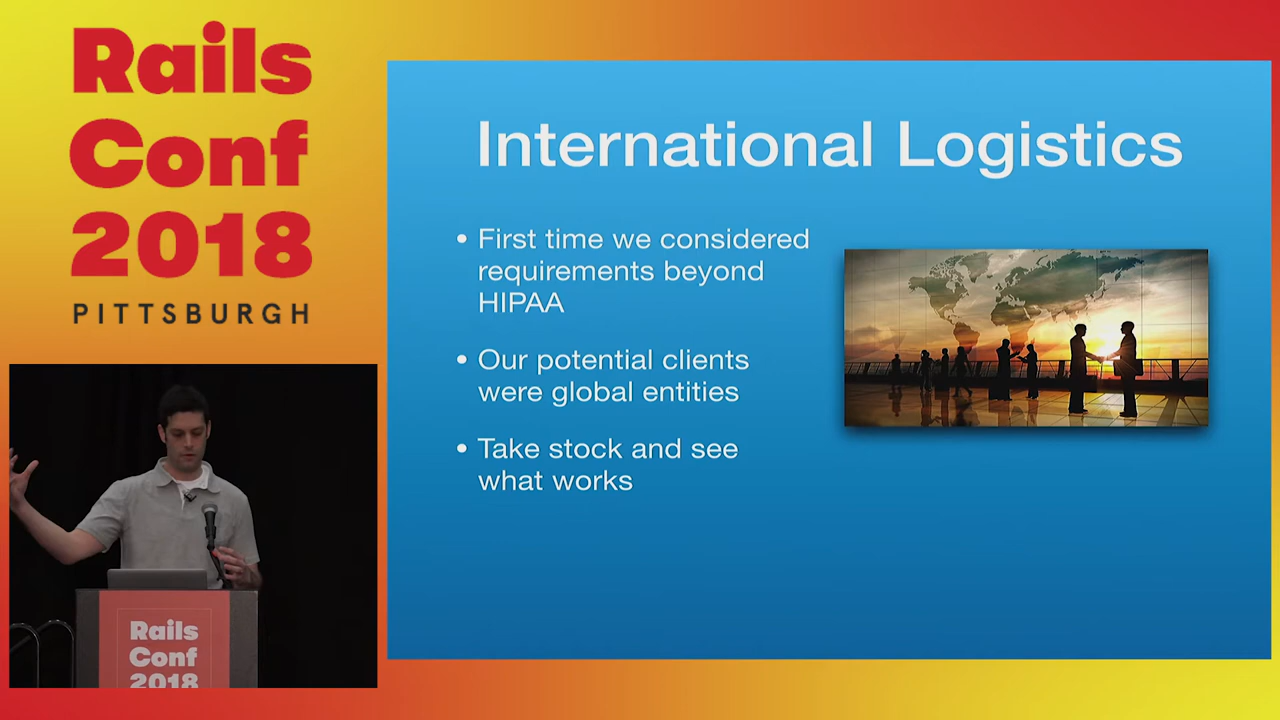 Rails
Conf
2018
PITTSBURGH
International Logistics
• First time we considered
requirements beyond
HIPAA
• Our potential clients
were global entities
• Take stock and see
what works
Rails
Conf
2018